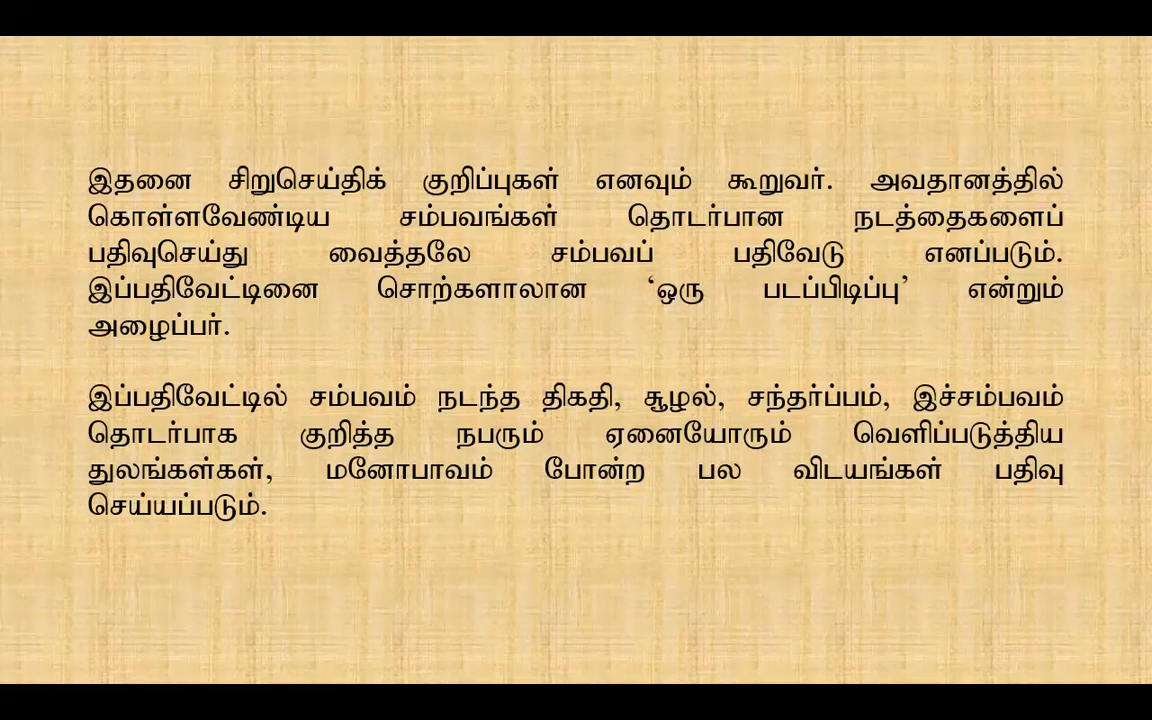 இதனை சிறுசெய்திக் குறிப்புகள் எனவும் கூறுவர். அவதானத்தில்
கொள்ளவேண்டிய சம்பவங்கள் தொடர்பான நடத்தைகளைப்
பதிவுசெய்து வைத்தலே சம்பவப் பதிவேடு எனப்படும்.
இப்பதிவேட்டினை சொற்களாலான ‘ஒரு படப்பிடிப்பு’ என்றும்
அழைப்பர்.
இப்பதிவேட்டில் சம்பவம் நடந்த திகதி, சூழல், சந்தர்ப்பம், இச்சம்பவம்
தொடர்பாக குறித்த நபரும் ஏனையோரும் வெளிப்படுத்திய
துலங்கள்கள், மனோபாவம் போன்ற பல விடயங்கள் பதிவு
செய்யப்படும்.